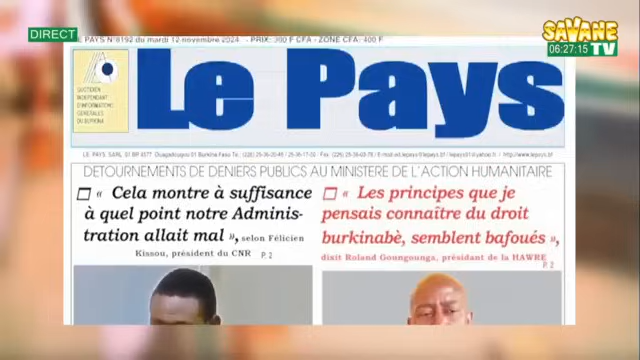 DIRECT
SAVANE
TV
06:27:15
LE PAYS N°8192 du mardi 12 novembre 2024 - PRIX: 300 F CFA - ZONE CFA: 400 F
Le Pays
QUOTIDIEN
INDEPENDANT
D'INFORMATIONS
GENERALES
DU BURKINA
DETOURNEMENTS DE DENIERS PUBLICS AU MINISTERE DE L'ACTION HUMANITAIRE
« Cela montre à suffisance
à quel point notre Adminis-
tration allait mal », selon Félicien
Kissou, président du CNR P. 2
« Les principes que je
pensais connaître du droit
burkinabè, semblent bafoués »,
dixit Roland Goungounga, présidant de la HAWRE
P. 2